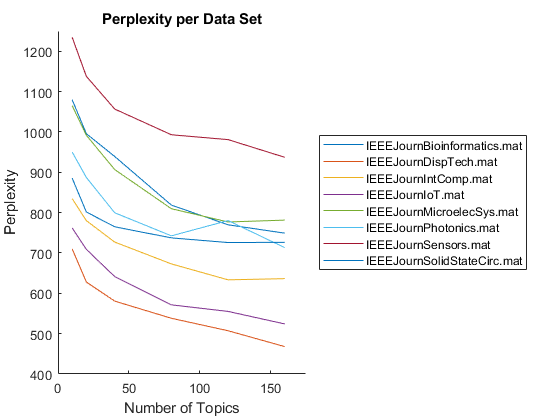 Perplexity per Data Set
1200
1100
1000
900
800
700
600
500
400
0
50
100
150
Perplexity
Number of Topics
IEEEJournBioinformatics.mat
IEEEJournDispTech.mat
IEEEJournIntComp.mat
IEEEJournIoT.mat
IEEEJournMicroelecSys.mat
IEEEJournPhotonics.mat
IEEEJournSensors.mat
IEEEJournSolidStateCirc.mat